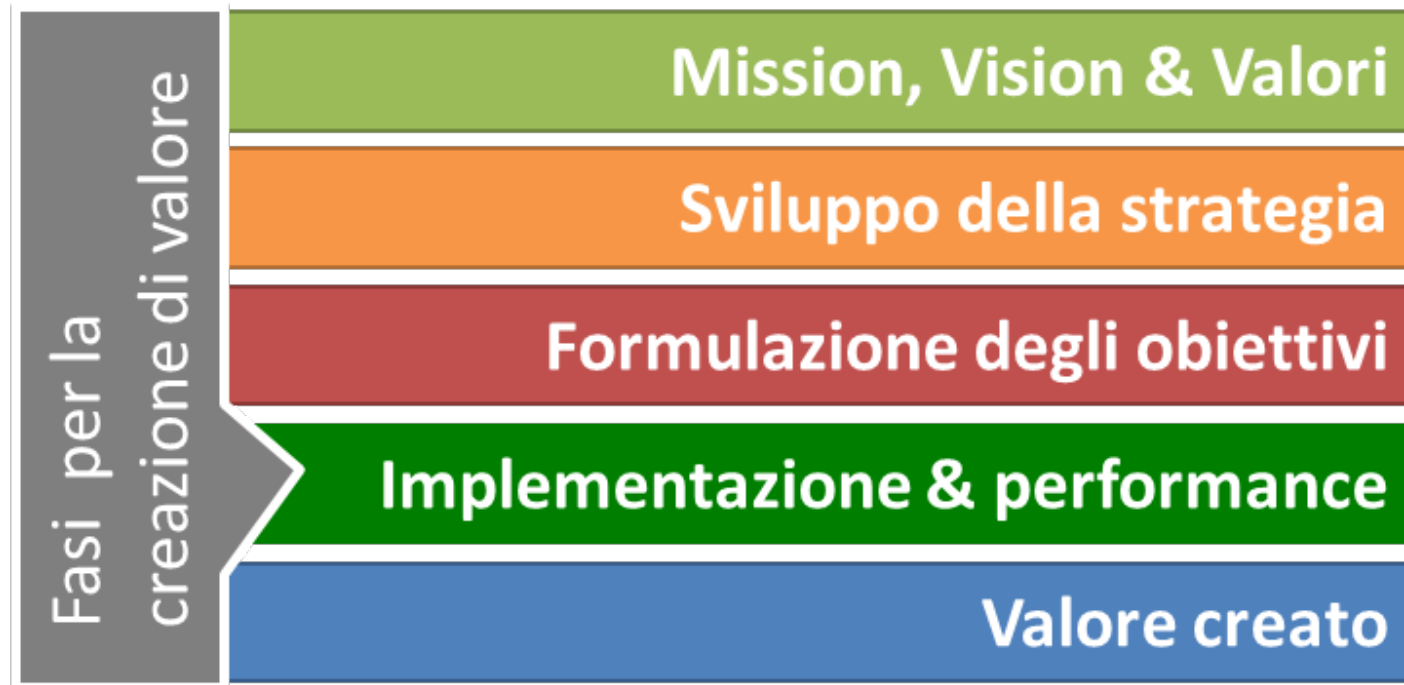 Fasi per la
creazione di valore
Mission, Vision & Valori
Sviluppo della strategia
Formulazione degli obiettivi
Implementazione & performance
Valore creato